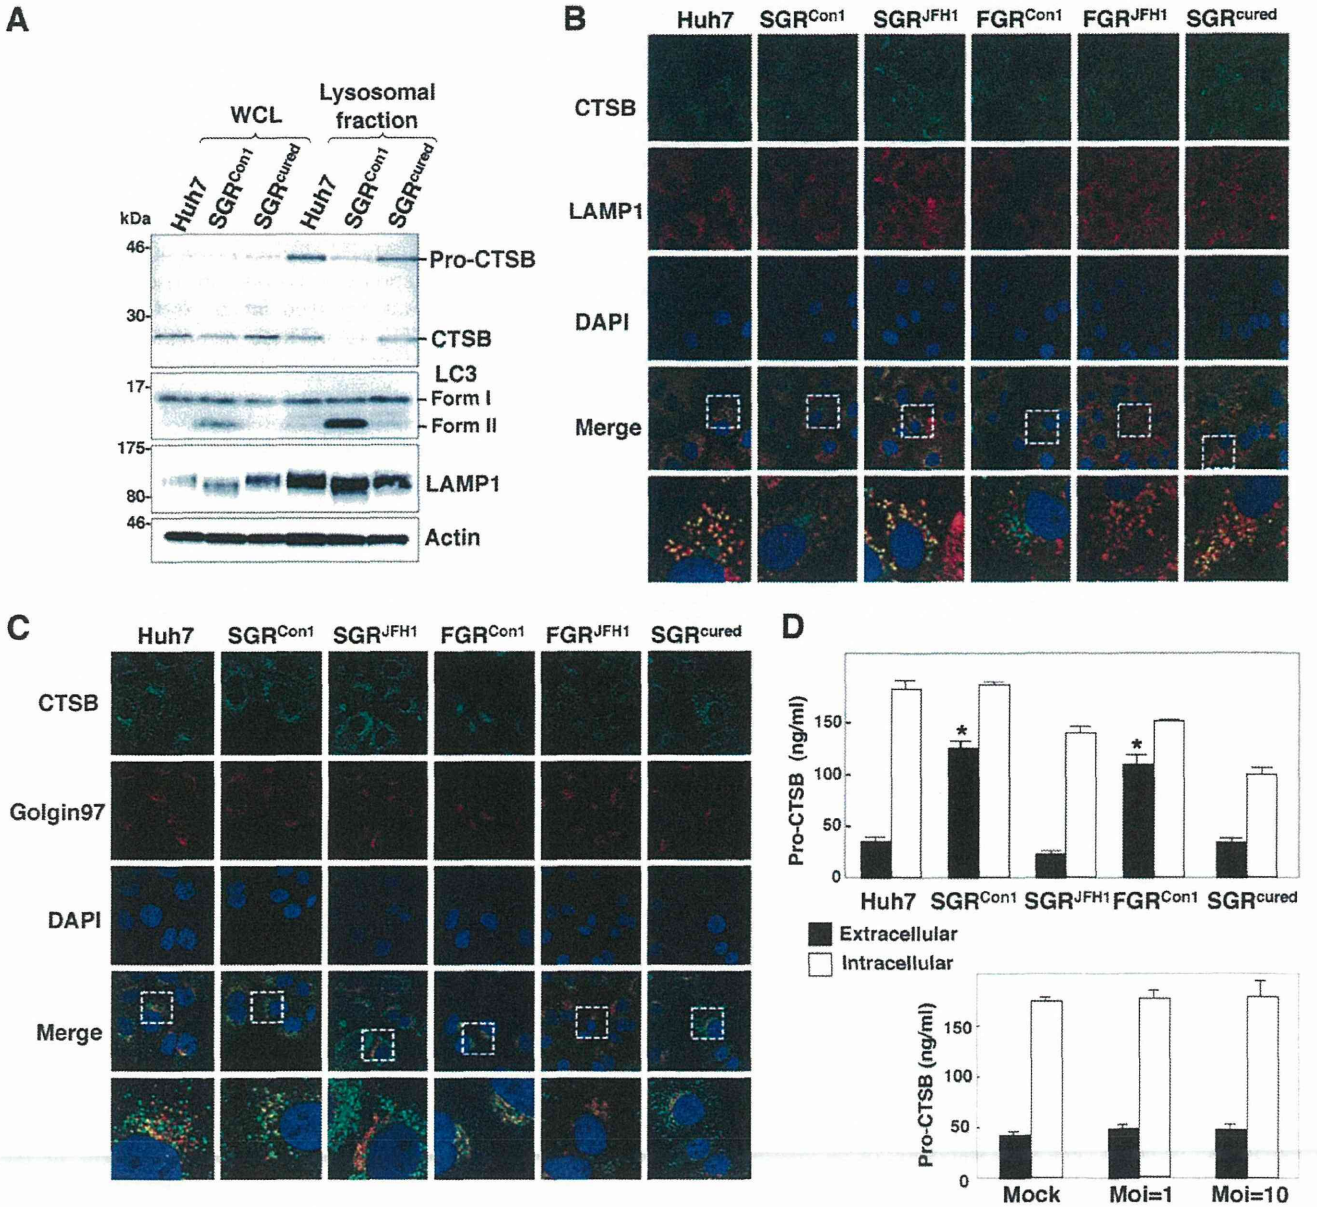 A
WCL
Lysosomal
fraction
Huh7 SGRCon1 SGRcured Huh7 SGRCon1 SGRcured
kDa
46
Pro-CTSB
30
CTSB
LC3
17
Form I
Form II
175
LAMP1
80
46
Actin
B
Huh7 SGRCon1 SGRJFH1 FGRCon1 FGRJFH1 SGRcured
CTSB
LAMP1
DAPI
Merge
C
Huh7 SGRCon1 SGRJFH1 FGRCon1 FGRJFH1 SGRcured
CTSB
Golgin97
DAPI
Merge
D
Pro-CTSB (ng/ml)
150
100
50
0
* *
Huh7 SGRCon1 SGRJFH1 FGRCon1 SGRcured
Extracellular
Intracellular
Pro-CTSB (ng/ml)
150
100
50
0
Mock Moi=1 Moi=10